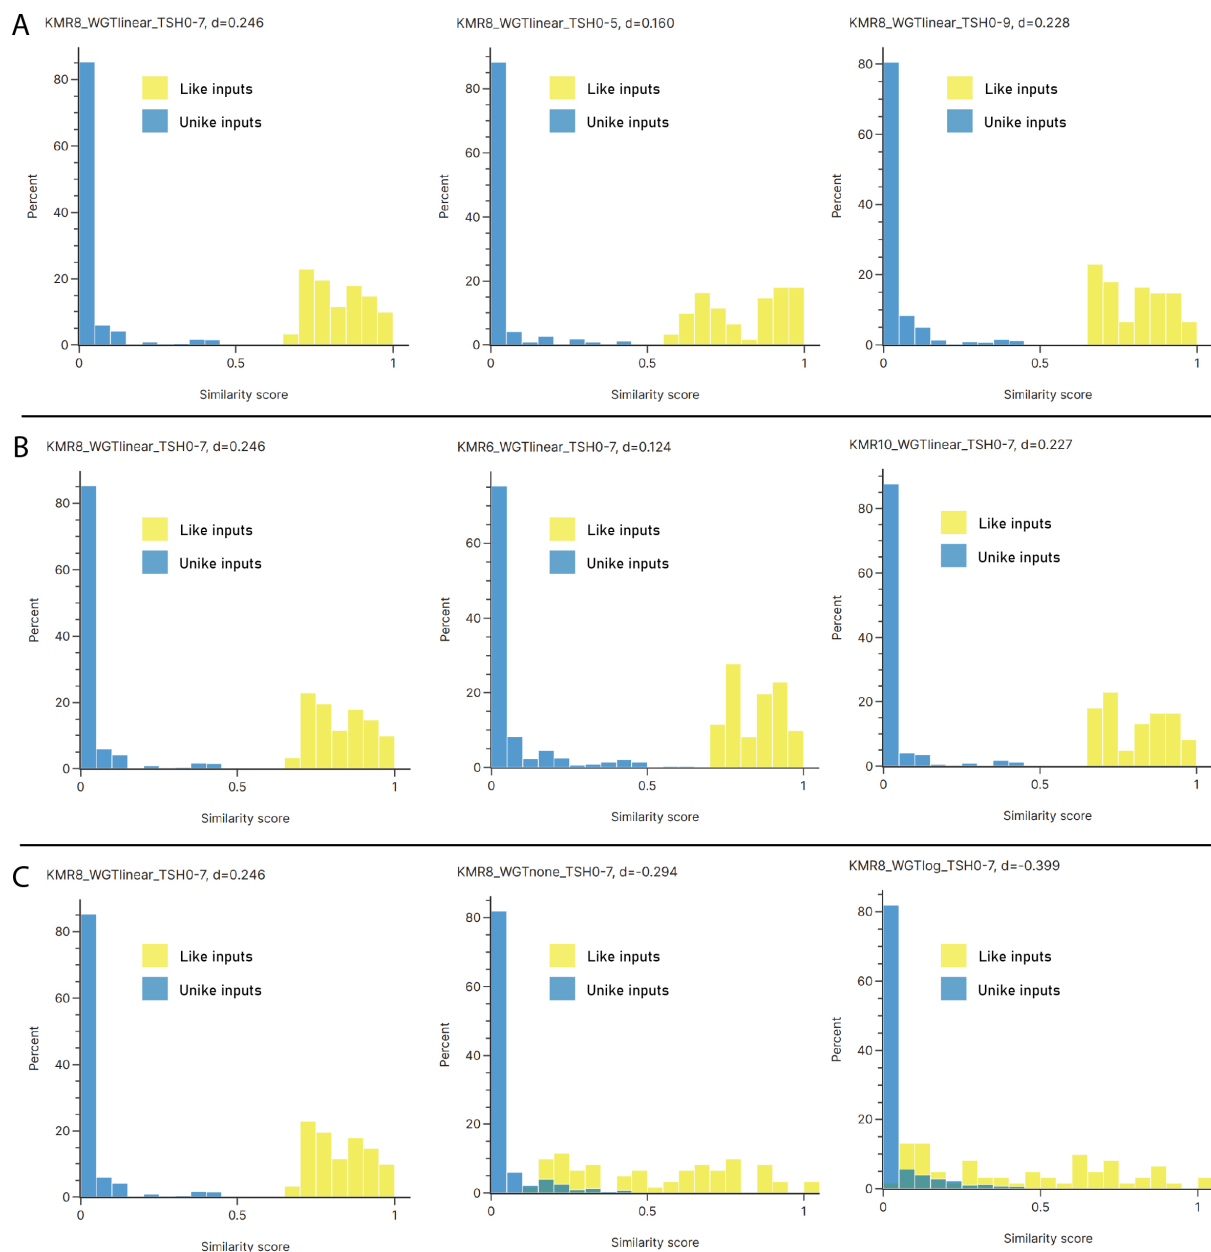 A
KMR8_WGTlinear_TSH0-7, d=0.246
Like inputs
Unike inputs
Percent
80
60
40
20
0
0
0.5
1
Similarity score
KMR8_WGTlinear_TSH0-5, d=0.160
Like inputs
Unike inputs
Percent
80
60
40
20
0
0
0.5
1
Similarity score
KMR8_WGTlinear_TSH0-9, d=0.228
Like inputs
Unike inputs
Percent
80
60
40
20
0
0
0.5
1
Similarity score
B
KMR8_WGTlinear_TSH0-7, d=0.246
Like inputs
Unike inputs
Percent
80
60
40
20
0
0
0.5
1
Similarity score
KMR6_WGTlinear_TSH0-7, d=0.124
Like inputs
Unike inputs
Percent
60
40
20
0
0
0.5
1
Similarity score
KMR10_WGTlinear_TSH0-7, d=0.227
Like inputs
Unike inputs
Percent
80
60
40
20
0
0
0.5
1
Similarity score
C
KMR8_WGTlinear_TSH0-7, d=0.246
Like inputs
Unike inputs
Percent
80
60
40
20
0
0
0.5
1
Similarity score
KMR8_WGTnone_TSH0-7, d=-0.294
Like inputs
Unike inputs
Percent
80
60
40
20
0
0
0.5
1
Similarity score
KMR8_WGTlog_TSH0-7, d=-0.399
Like inputs
Unike inputs
Percent
80
60
40
20
0
0
0.5
1
Similarity score